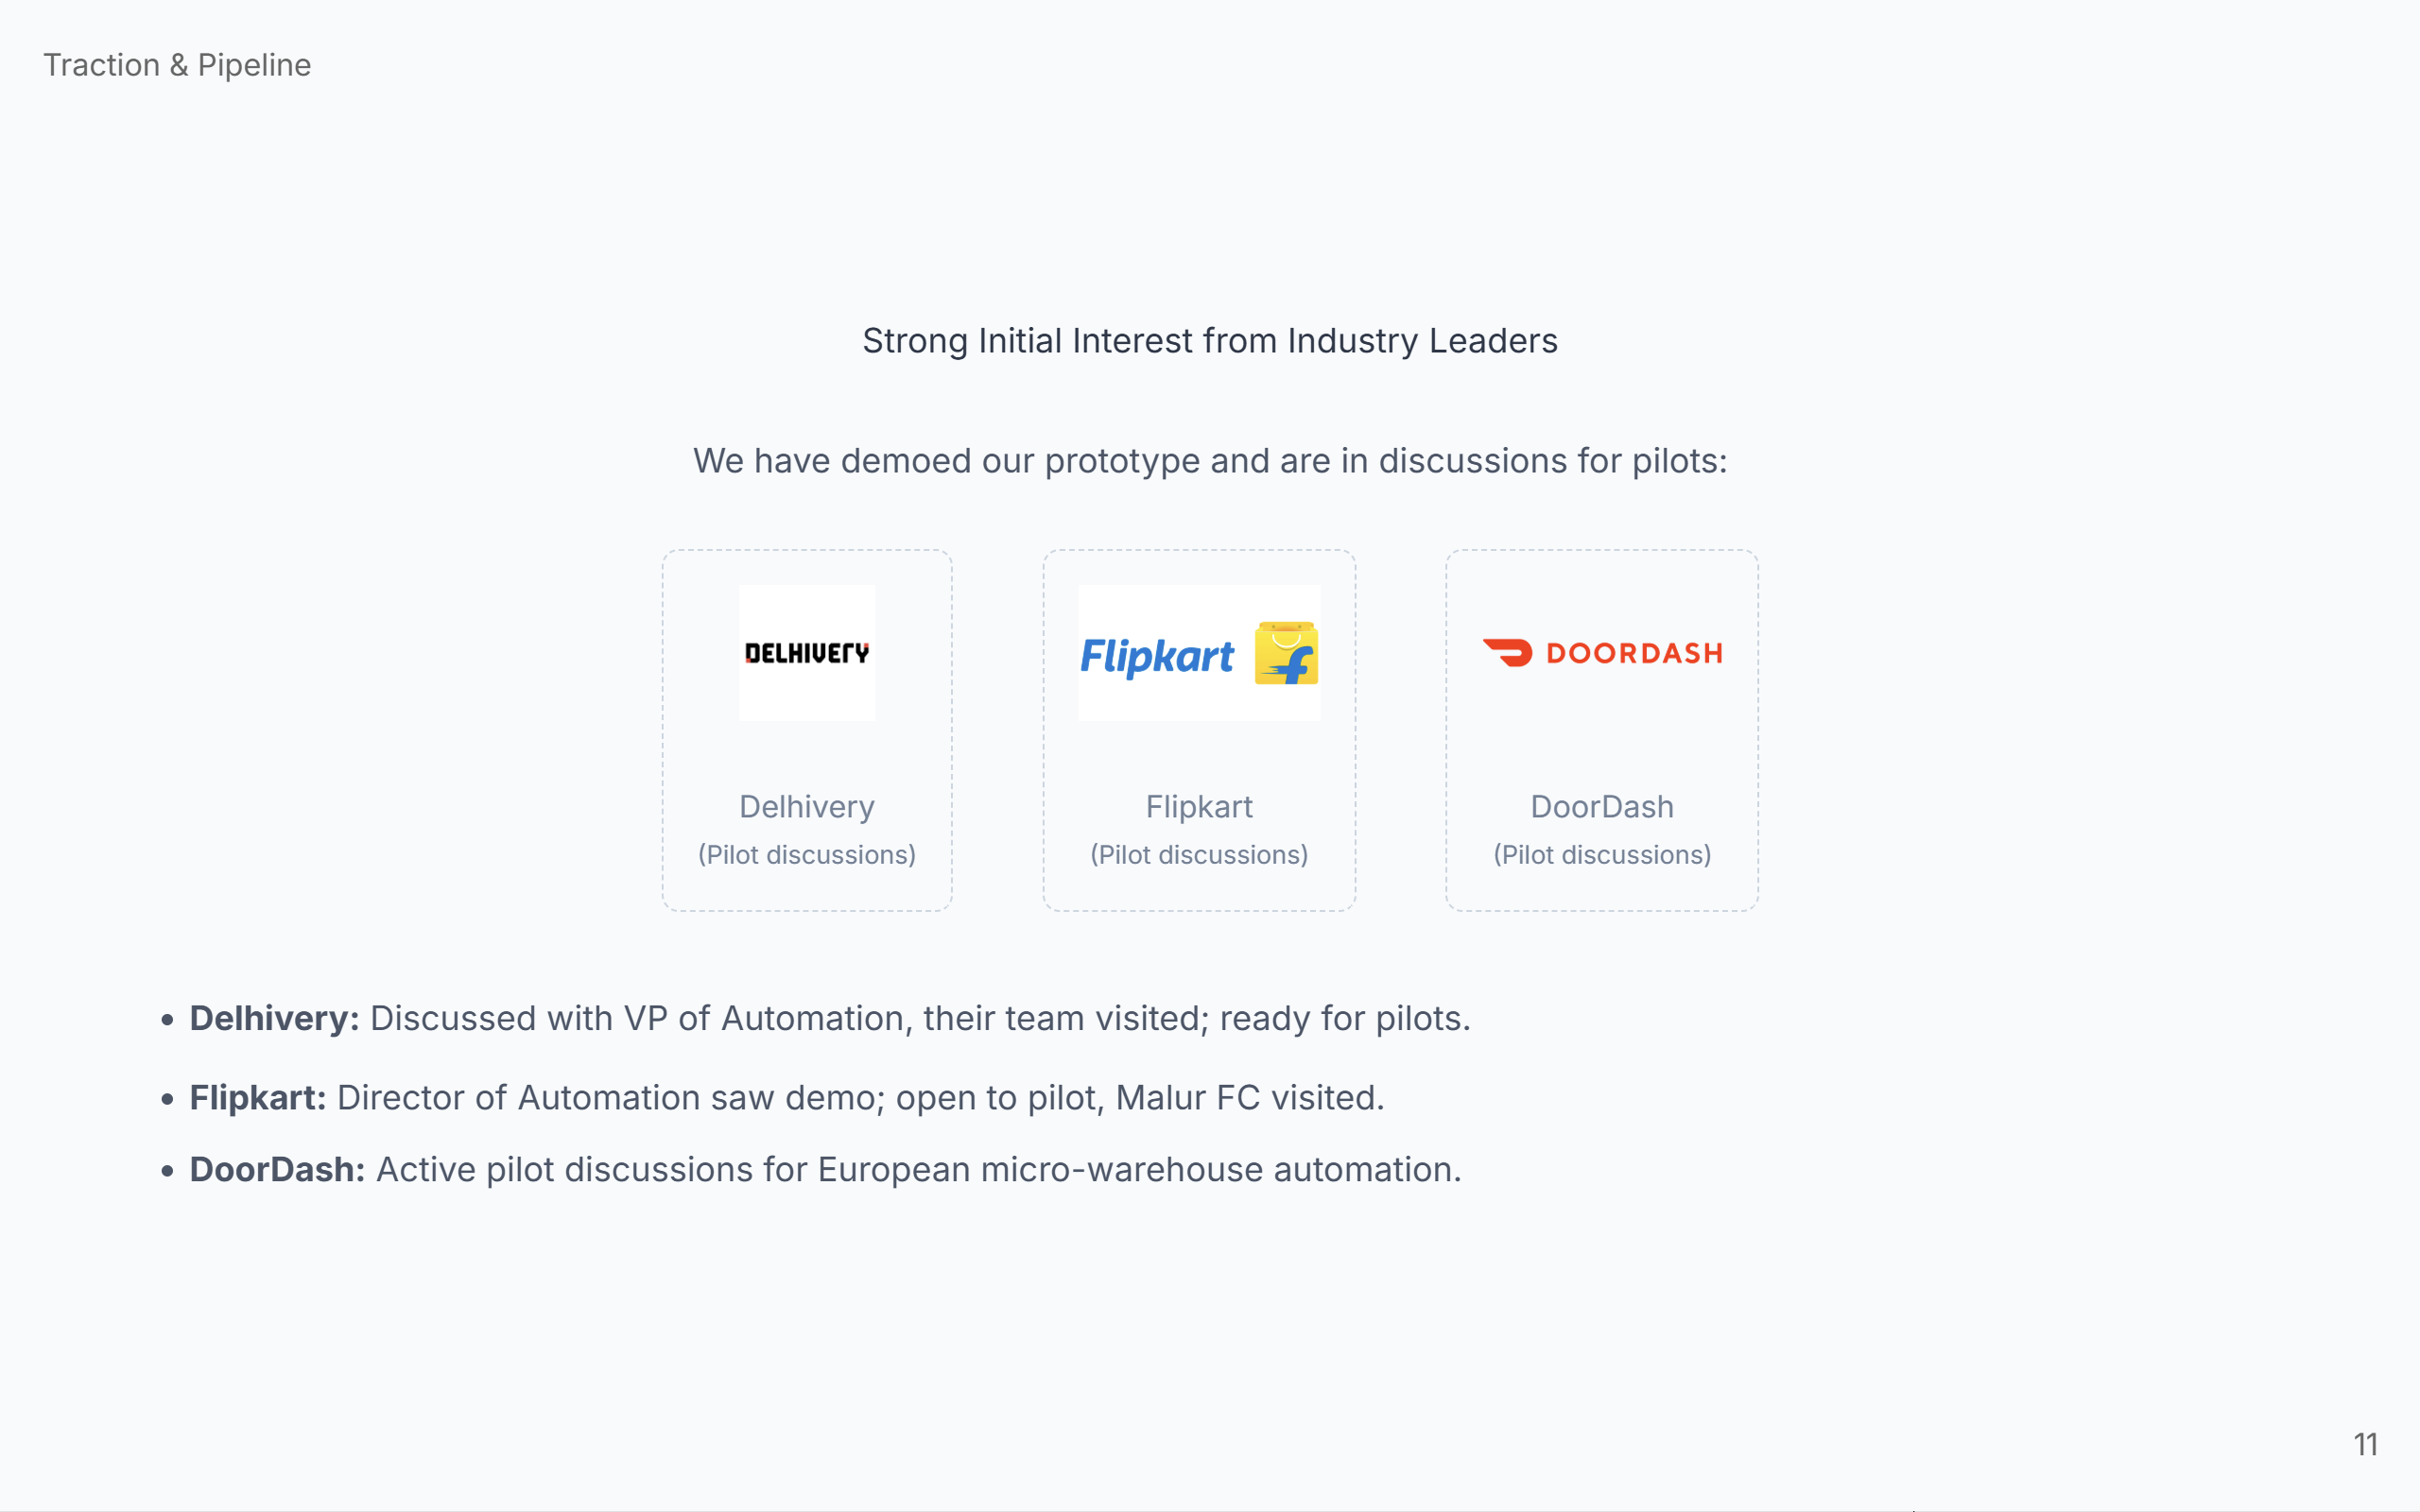 Traction & Pipeline
Strong Initial Interest from Industry Leaders
We have demoed our prototype and are in discussions for pilots:
DELHIVERY
Flipkart
DOORDASH
Delhivery
Flipkart
DoorDash
(Pilot discussions)
(Pilot discussions)
(Pilot discussions)
• Delhivery: Discussed with VP of Automation, their team visited; ready for pilots.
• Flipkart: Director of Automation saw demo; open to pilot, Malur FC visited.
• DoorDash: Active pilot discussions for European micro-warehouse automation.
11